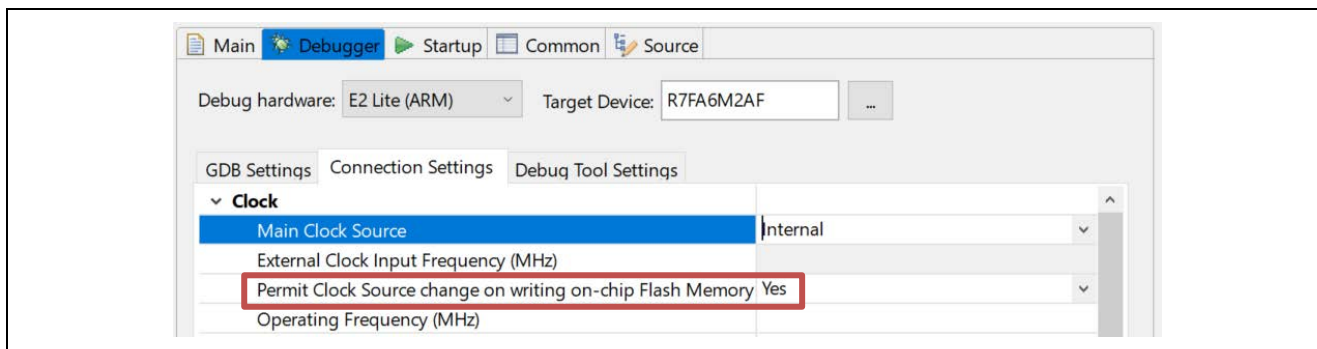 Main Debugger Startup Common Source
Debug hardware: E2 Lite (ARM) Target Device: R7FA6M2AF ...
GDB Settings Connection Settings Debug Tool Settings
Clock
Main Clock Source Internal
External Clock Input Frequency (MHz)
Permit Clock Source change on writing on-chip Flash Memory Yes
Operating Frequency (MHz)